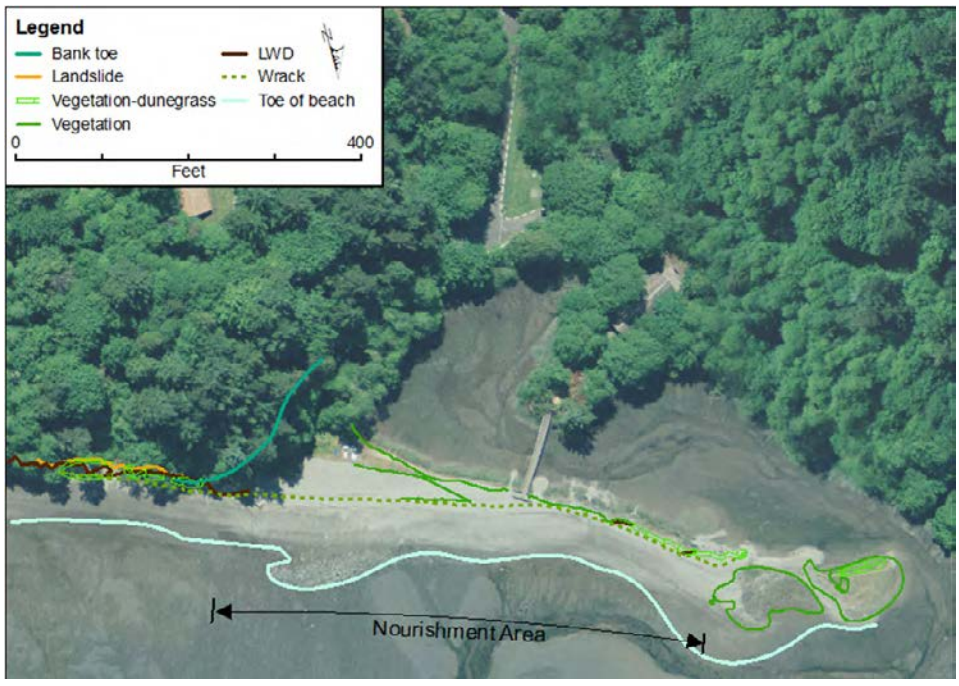 Legend
Bank toe
Landslide
Vegetation-dunegrass
Vegetation
LWD
Wrack
Toe of beach
0 400
Feet
Nourishment Area